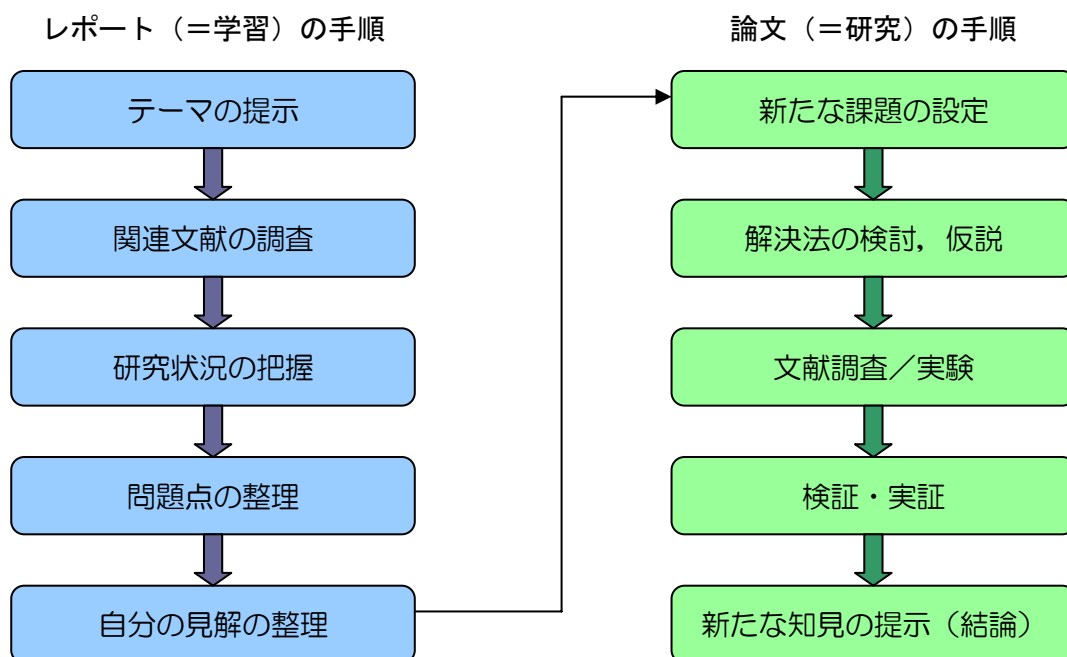 レポート（＝学習）の手順
テーマの提示
関連文献の調査
研究状況の把握
問題点の整理
自分の見解の整理
論文（＝研究）の手順
新たな課題の設定
解決法の検討，仮説
文献調査／実験
検証・実証
新たな知見の提示（結論）